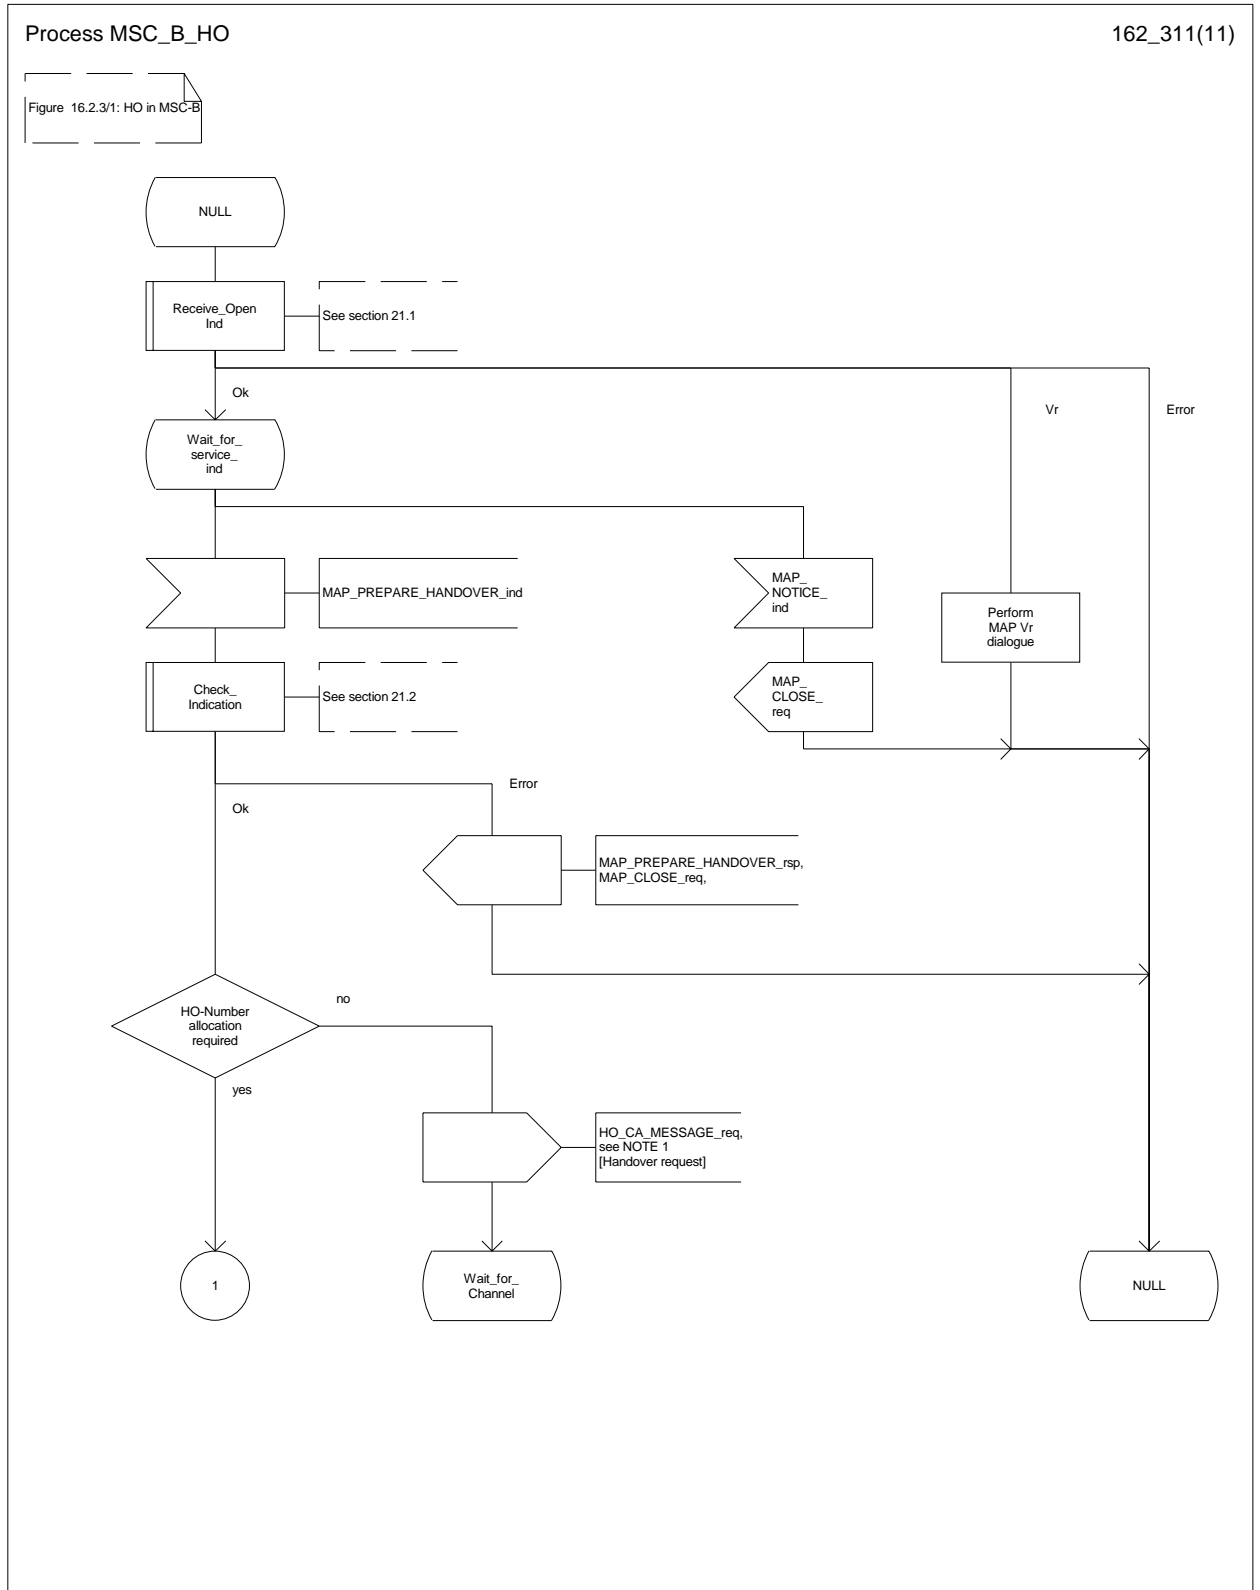 Process MSC_B_HO
162_311(11)
Figure 16.2.3/1: HO in MSC-B
NULL
Receive_Open
Ind
See section 21.1
Ok
Vr
Error
Wait_for_
service_
ind
MAP_PREPARE_HANDOVER_ind
MAP_
NOTICE_
ind
Perform
MAP Vr
dialogue
Check_
Indication
See section 21.2
MAP_
CLOSE_
req
Error
Ok
MAP_PREPARE_HANDOVER_rsp,
MAP_CLOSE_req,
HO-Number
allocation
required
no
yes
HO_CA_MESSAGE_req,
see NOTE 1
[Handover request]
1
Wait_for_
Channel
NULL